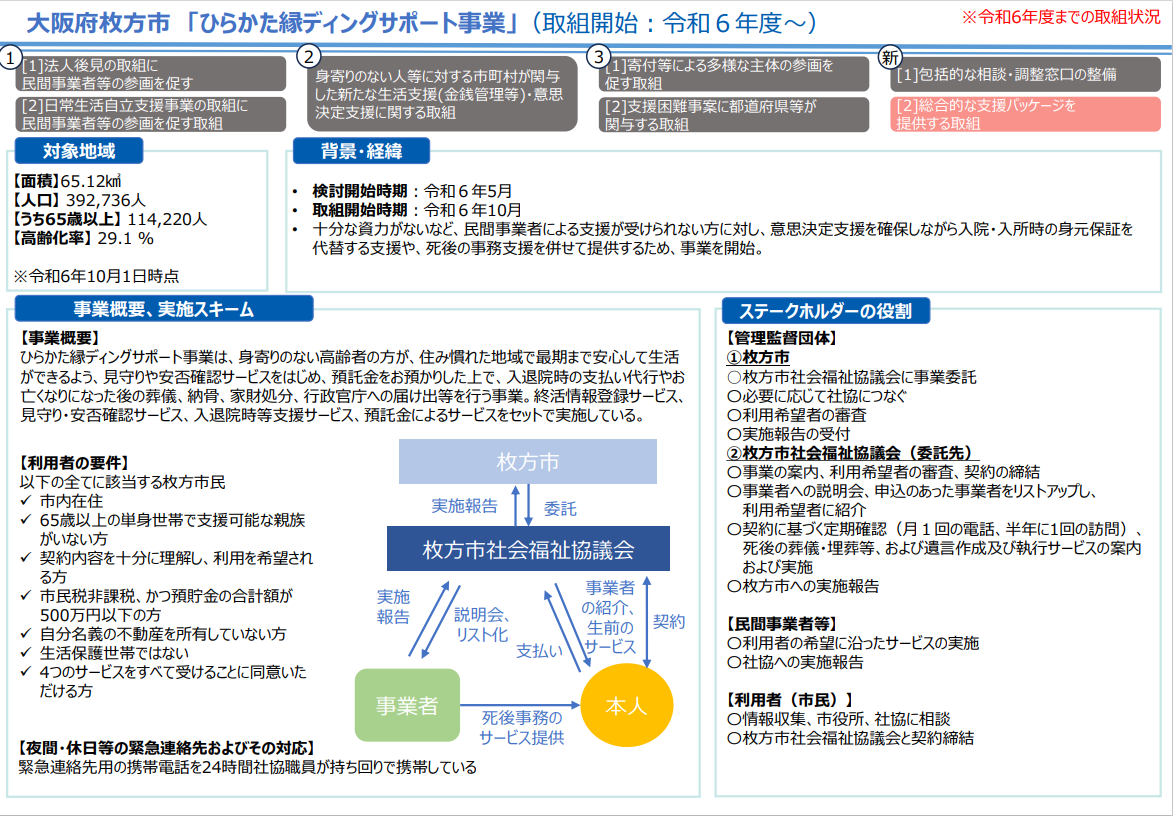 大阪府枚方市 「ひらかた縁ディングサポート事業」（取組開始：令和６年度～）
※令和6年度までの取組状況
1
[1]法人後見の取組に
民間事業者等の参画を促す
[2]日常生活自立支援事業の取組に
民間事業者等の参画を促す取組
2
身寄りのない人等に対する市町村が関与
した新たな生活支援(金銭管理等)・意思
決定支援に関する取組
3
[1]寄付等による多様な主体の参画を
促す取組
[2]支援困難事案に都道府県等が
関与する取組
新
[1]包括的な相談・調整窓口の整備
[2]総合的な支援パッケージを
提供する取組
対象地域
【面積】65.12㎢
【人口】 392,736人
【うち65歳以上】 114,220人
【高齢化率】 29.1 %
※令和6年10月1日時点
背景・経緯
• 検討開始時期：令和６年5月
• 取組開始時期：令和６年10月
• 十分な資力がないなど、民間事業者による支援が受けられない方に対し、意思決定支援を確保しながら入院・入所時の身元保証を
代替する支援や、死後の事務支援を併せて提供するため、事業を開始。
事業概要、実施スキーム
【事業概要】
ひらかた縁ディングサポート事業は、身寄りのない高齢者の方が、住み慣れた地域で最期まで安心して生活
ができるよう、見守りや安否確認サービスをはじめ、預託金をお預かりした上で、入退院時の支払い代行やお
亡くなりになった後の葬儀、納骨、家財処分、行政官庁への届け出等を行う事業。終活情報登録サービス、
見守り・安否確認サービス、入退院時等支援サービス、預託金によるサービスをセットで実施している。
【利用者の要件】
以下の全てに該当する枚方市民
✓ 市内在住
✓ 65歳以上の単身世帯で支援可能な親族
がいない方
✓ 契約内容を十分に理解し、利用を希望され
る方
✓ 市民税非課税、かつ預貯金の合計額が
500万円以下の方
✓ 自分名義の不動産を所有していない方
✓ 生活保護世帯ではない
✓ 4つのサービスをすべて受けることに同意いた
だける方
枚方市
実施報告
委託
枚方市社会福祉協議会
実施
報告
説明会、
リスト化
支払い
事業者
の紹介、
生前の
サービス
契約
事業者
死後事務の
サービス提供
本人
【夜間・休日等の緊急連絡先およびその対応】
緊急連絡先用の携帯電話を24時間社協職員が持ち回りで携帯している
ステークホルダーの役割
【管理監督団体】
①枚方市
○枚方市社会福祉協議会に事業委託
○必要に応じて社協につなぐ
○利用希望者の審査
○実施報告の受付
②枚方市社会福祉協議会（委託先）
○事業の案内、利用希望者の審査、契約の締結
○事業者への説明会、申込のあった事業者をリストアップし、
利用希望者に紹介
○契約に基づく定期確認（月１回の電話、半年に1回の訪問）、
死後の葬儀・埋葬等、および遺言作成及び執行サービスの案内
および実施
○枚方市への実施報告
【民間事業者等】
○利用者の希望に沿ったサービスの実施
○社協への実施報告
【利用者（市民）】
○情報収集、市役所、社協に相談
○枚方市社会福祉協議会と契約締結